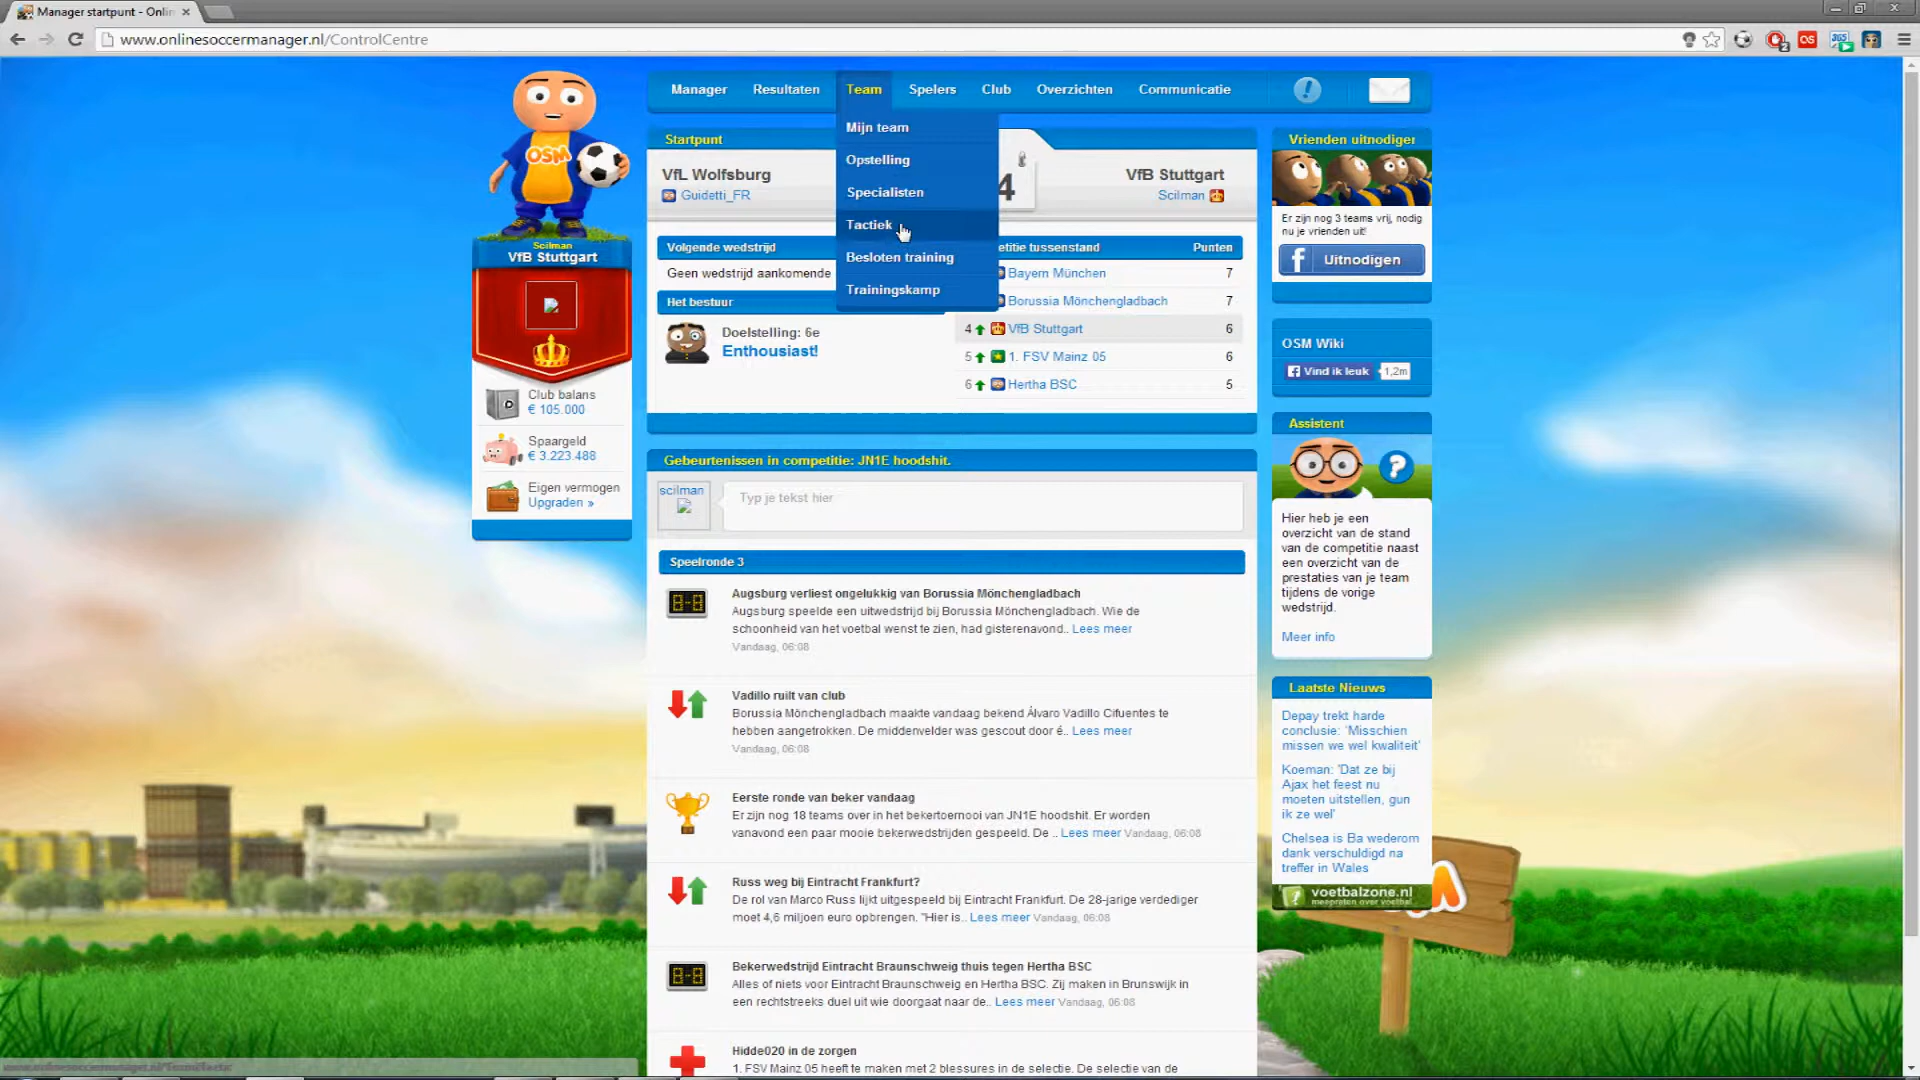 Manager startpunt - Onlin
www.onlinesoccermanager.nl/ControlCentre
Manager Resultaten Team Spelers Club Overzichten Communicatie
Mijn team
Opstelling
Specialisten
Tactiek
Besloten training
Trainingskamp
OSM
Scilman
VfB Stuttgart
Club balans
€ 105.000
Spaargeld
€ 3.223.488
Eigen vermogen
Upgraden »
Startpunt
VfL Wolfsburg
Guidetti_FR
4
VfB Stuttgart
Scilman
Volgende wedstrijd
Geen wedstrijd aankomende
Het bestuur
Doelstelling: 6e
Enthousiast!
etitie tussenstand Punten
Bayern München 7
Borussia Mönchengladbach 7
4 VfB Stuttgart 6
5 1. FSV Mainz 05 6
6 Hertha BSC 5
Gebeurtenissen in competitie: JN1E hoodshit.
scilman
Typ je tekst hier
Speelronde 3
Augsburg verliest ongelukkig van Borussia Mönchengladbach
Augsburg speelde een uitwedstrijd bij Borussia Mönchengladbach. Wie de
schoonheid van het voetbal wenst te zien, had gisterenavond.. Lees meer
Vandaag, 06:08
Vadillo ruilt van club
Borussia Mönchengladbach maakte vandaag bekend Álvaro Vadillo Cifuentes te
hebben aangetrokken. De middenvelder was gescout door é.. Lees meer
Vandaag, 06:08
Eerste ronde van beker vandaag
Er zijn nog 18 teams over in het bekertoernooi van JN1E hoodshit. Er worden
vanavond een paar mooie bekerwedstrijden gespeeld. De .. Lees meer Vandaag, 06:08
Russ weg bij Eintracht Frankfurt?
De rol van Marco Russ lijkt uitgespeeld bij Eintracht Frankfurt. De 28-jarige verdediger
moet 4,6 miljoen euro opbrengen. "Hier is.. Lees meer Vandaag, 06:08
Bekerwedstrijd Eintracht Braunschweig thuis tegen Hertha BSC
Alles of niets voor Eintracht Braunschweig en Hertha BSC. Zij maken in Brunswijk in
een rechtstreeks duel uit wie doorgaat naar de.. Lees meer Vandaag, 06:08
Hidde020 in de zorgen
1. FSV Mainz 05 heeft te maken met 2 blessures in de selectie. De selectie van de
Vrienden uitnodiger
Er zijn nog 3 teams vrij, nodig
nu je vrienden uit!
Uitnodigen
OSM Wiki
Vind ik leuk 1,2m
Assistent
Hier heb je een
overzicht van de stand
van de competitie naast
een overzicht van de
prestaties van je team
tijdens de vorige
wedstrijd.
Meer info
Laatste Nieuws
Depay trekt harde
conclusie: 'Misschien
missen we wel kwaliteit'
Koeman: 'Dat ze bij
Ajax het feest nu
moeten uitstellen, gun
ik ze wel'
Chelsea is Ba wederom
dank verschuldigd na
treffer in Wales
voetbalzone.nl
meepraten over voetbal